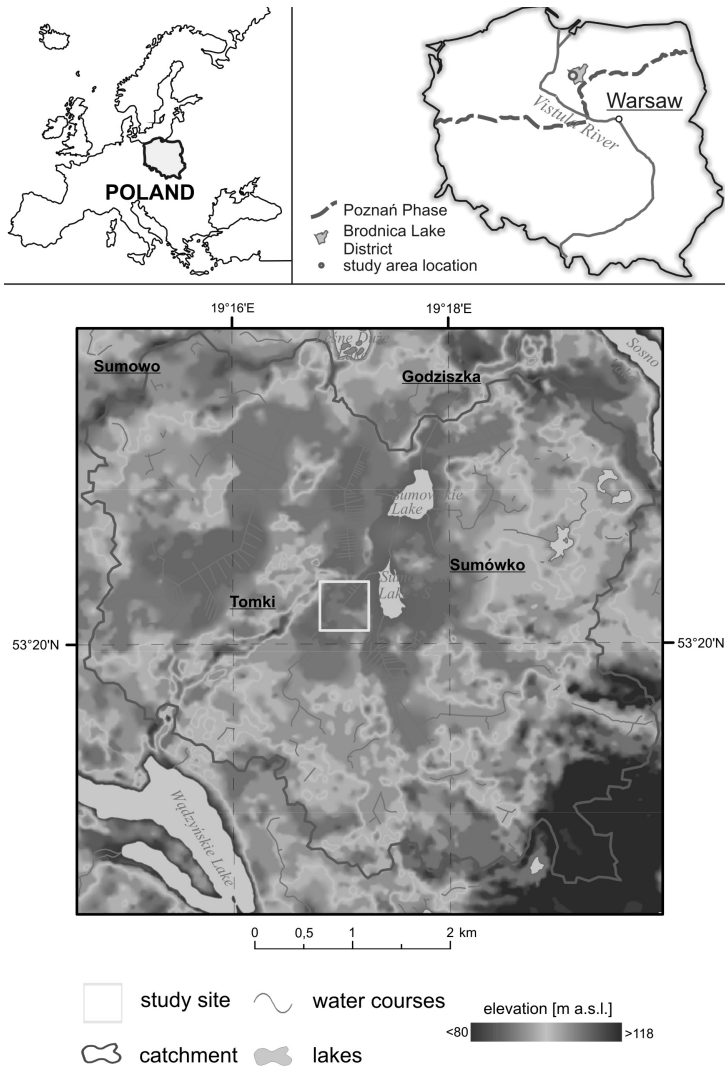 POLAND
Warsaw
Vistula River
Poznań Phase
Brodnica Lake
District
study area location
19°16'E
19°18'E
Sumowo
Godziszka
Sosno
Sumowskie
Lake
Sumówko
Lake
Tomki
53°20'N
53°20'N
Wądzyńskie Lake
0 0,5 1 2 km
study site
water courses
elevation [m a.s.l.]
<80
>118
catchment
lakes